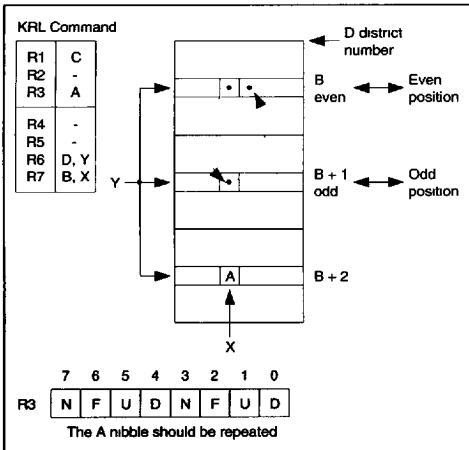 KRL Command
R1 C
R2 -
R3 A
R4 -
R5 -
R6 D, Y
R7 B, X
D district
number
B
even
Even
position
Y
B + 1
odd
Odd
position
A
B + 2
X
7 6 5 4 3 2 1 0
R3 N F U D N F U D
The A nibble should be repeated